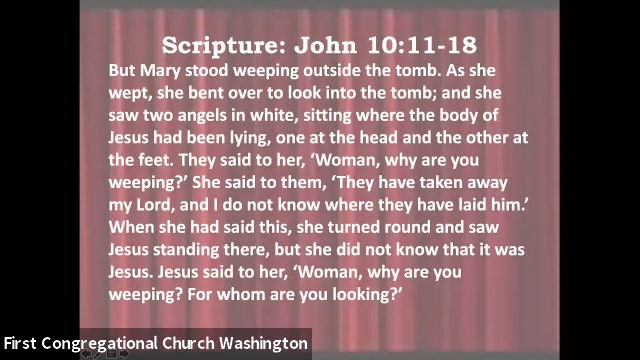 Scripture: John 10:11-18
But Mary stood weeping outside the tomb. As she
wept, she bent over to look into the tomb; and she
saw two angels in white, sitting where the body of
Jesus had been lying, one at the head and the other at
the feet. They said to her, ‘Woman, why are you
weeping?’ She said to them, ‘They have taken away
my Lord, and I do not know where they have laid him.’
When she had said this, she turned round and saw
Jesus standing there, but she did not know that it was
Jesus. Jesus said to her, ‘Woman, why are you
weeping? For whom are you looking?’
First Congregational Church Washington